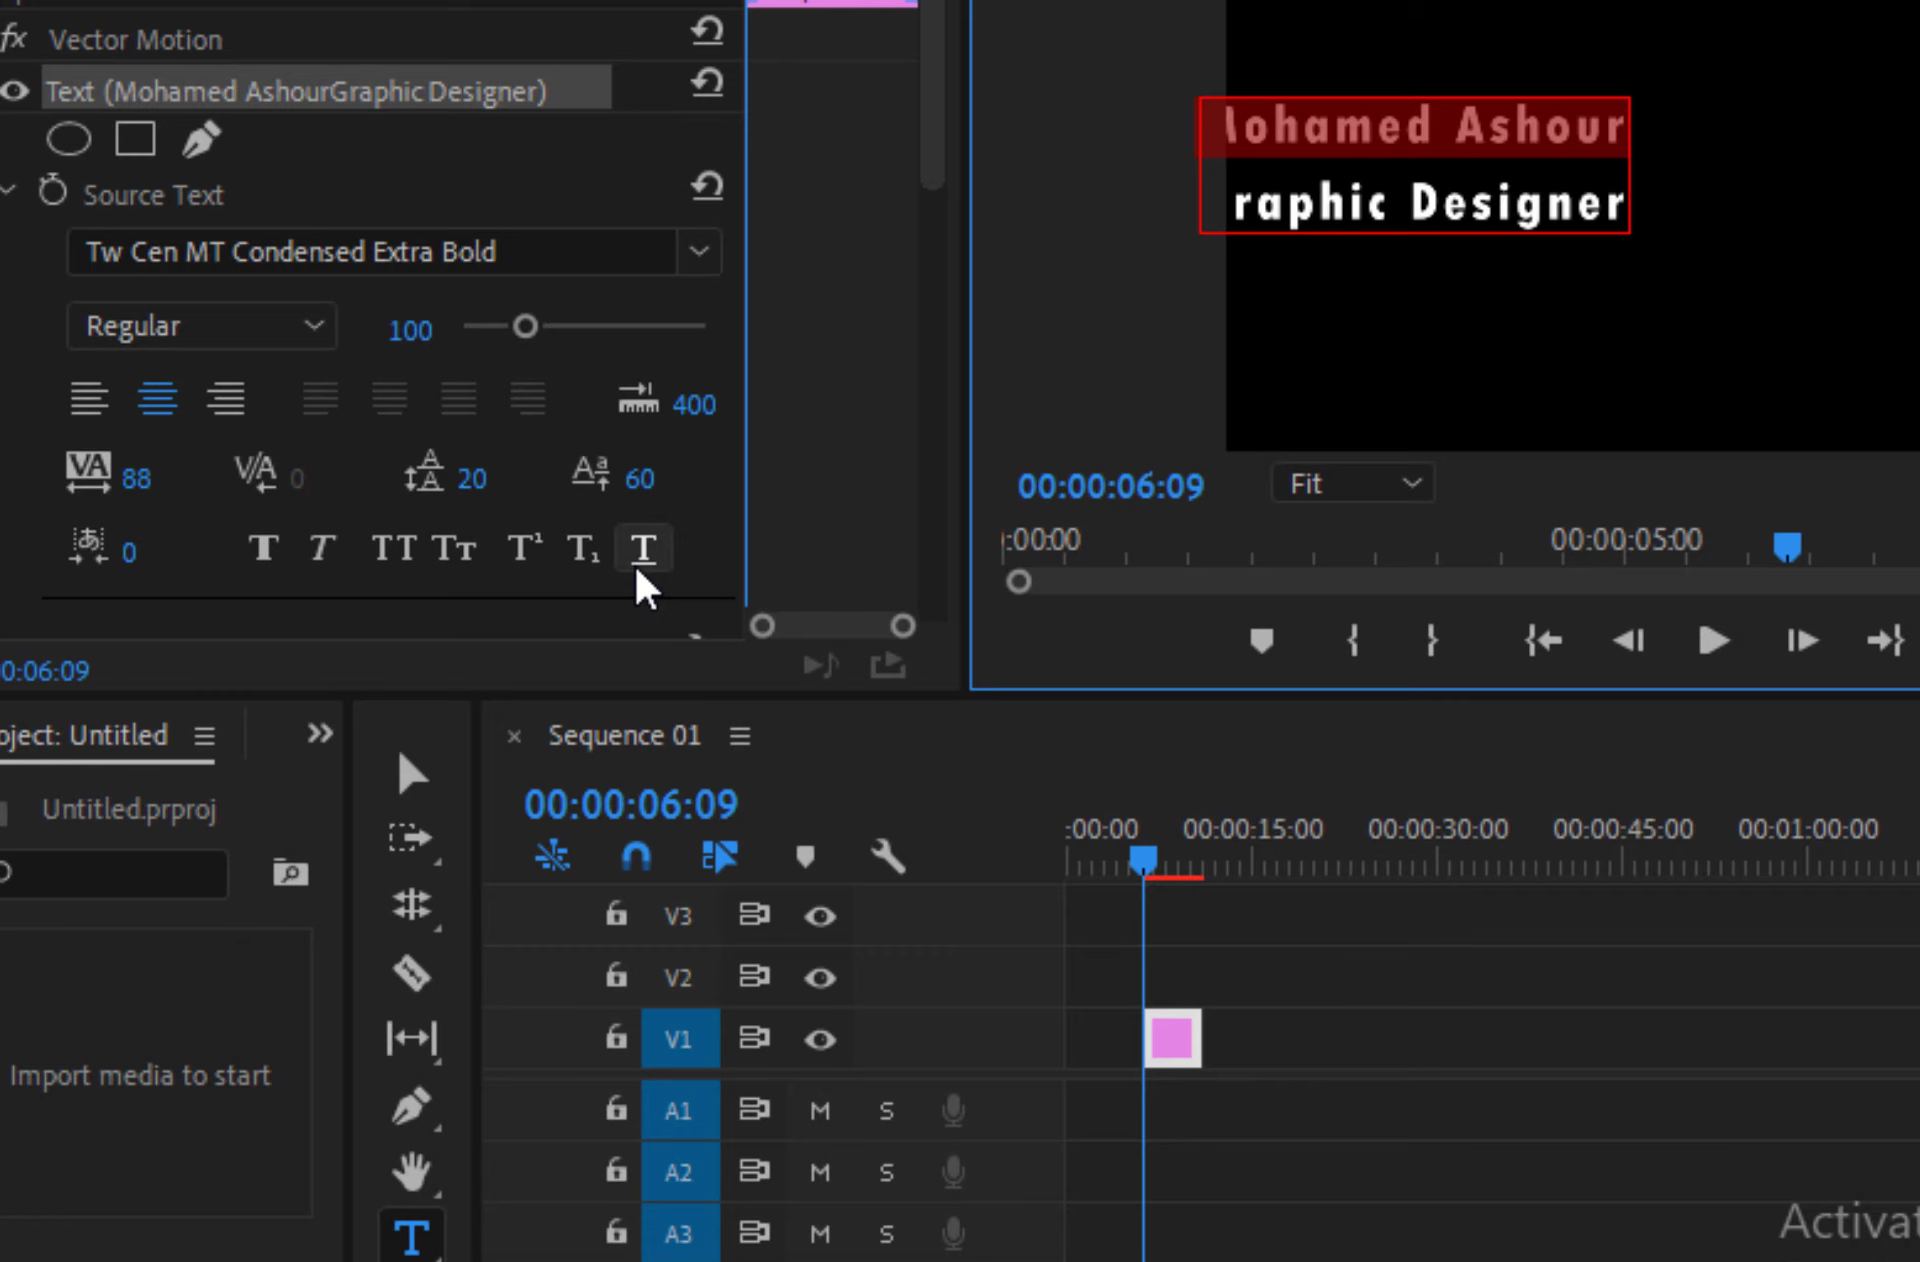 fx Vector Motion
Text (Mohamed AshourGraphic Designer)
Source Text
Tw Cen MT Condensed Extra Bold
Regular 100
400
88 0 20 60
0 T T TT TT T¹ T₁ T
0:06:09
Mohamed Ashour
raphic Designer
00:00:06:09 Fit
:00:00 00:00:05:00
oject: Untitled
Untitled.prproj
Import media to start
Sequence 01
00:00:06:09
:00:00 00:00:15:00 00:00:30:00 00:00:45:00 00:01:00:00
V3
V2
V1
A1 M S
A2 M S
A3 M S
T
Activat